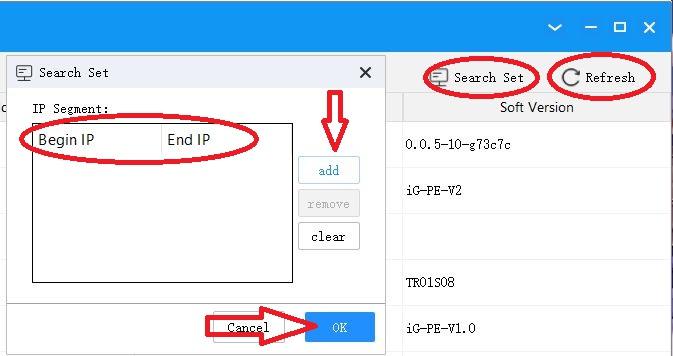 Search Set
Search Set
Refresh
IP Segment:
Soft Version
Begin IP
End IP
0.0.5-10-g73c7c
add
iG-PE-V2
remove
clear
TR01S08
Cancel
OK
iG-PE-V1.0